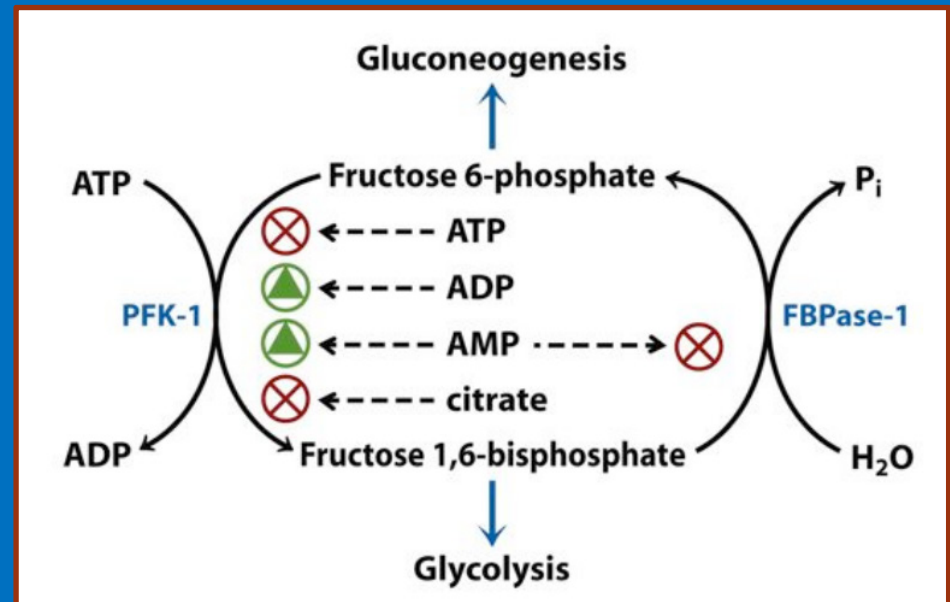 Gluconeogenesis
ATP
Fructose 6-phosphate
Pi
ATP
ADP
PFK-1
FBPase-1
AMP
citrate
ADP
Fructose 1,6-bisphosphate
H2O
Glycolysis